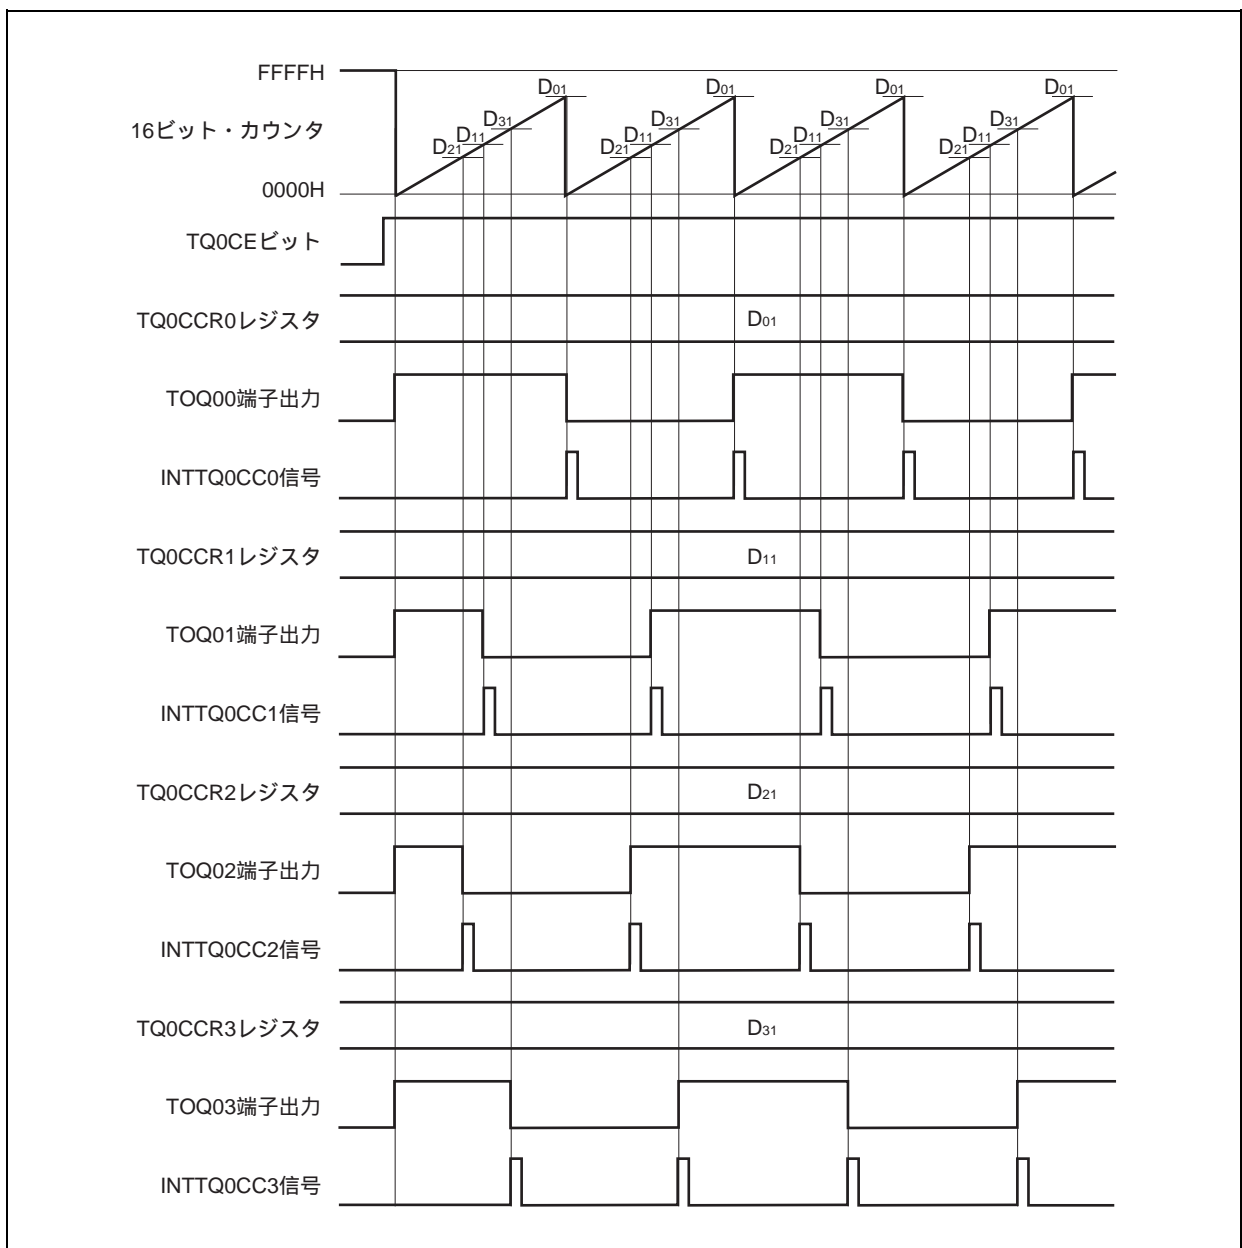 FFFFH
D01 D01 D01 D01
16ビット・カウンタ
D31 D31 D31 D31
D11 D11 D11 D11
D21 D21 D21 D21
0000H
TQ0CEビット
TQ0CCR0レジスタ
D01
TOQ00端子出力
INTTQ0CC0信号
TQ0CCR1レジスタ
D11
TOQ01端子出力
INTTQ0CC1信号
TQ0CCR2レジスタ
D21
TOQ02端子出力
INTTQ0CC2信号
TQ0CCR3レジスタ
D31
TOQ03端子出力
INTTQ0CC3信号